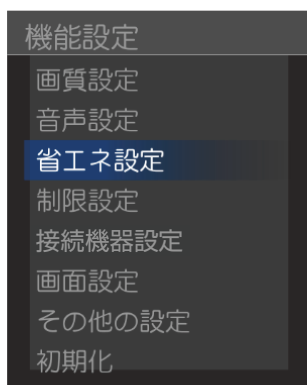 機能設定
画質設定
音声設定
省エネ設定
制限設定
接続機器設定
画面設定
その他の設定
初期化